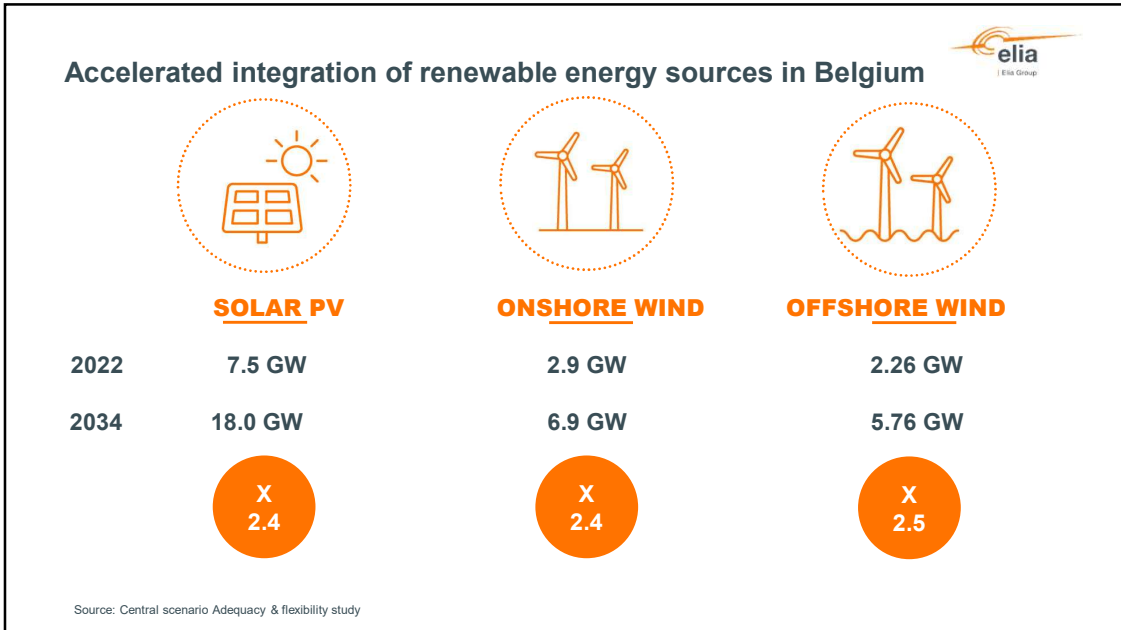 elia
| Elia Group
Accelerated integration of renewable energy sources in Belgium
SOLAR PV ONSHORE WIND OFFSHORE WIND
2022 7.5 GW 2.9 GW 2.26 GW
2034 18.0 GW 6.9 GW 5.76 GW
X X X
2.4 2.4 2.5
Source: Central scenario Adequacy & flexibility study